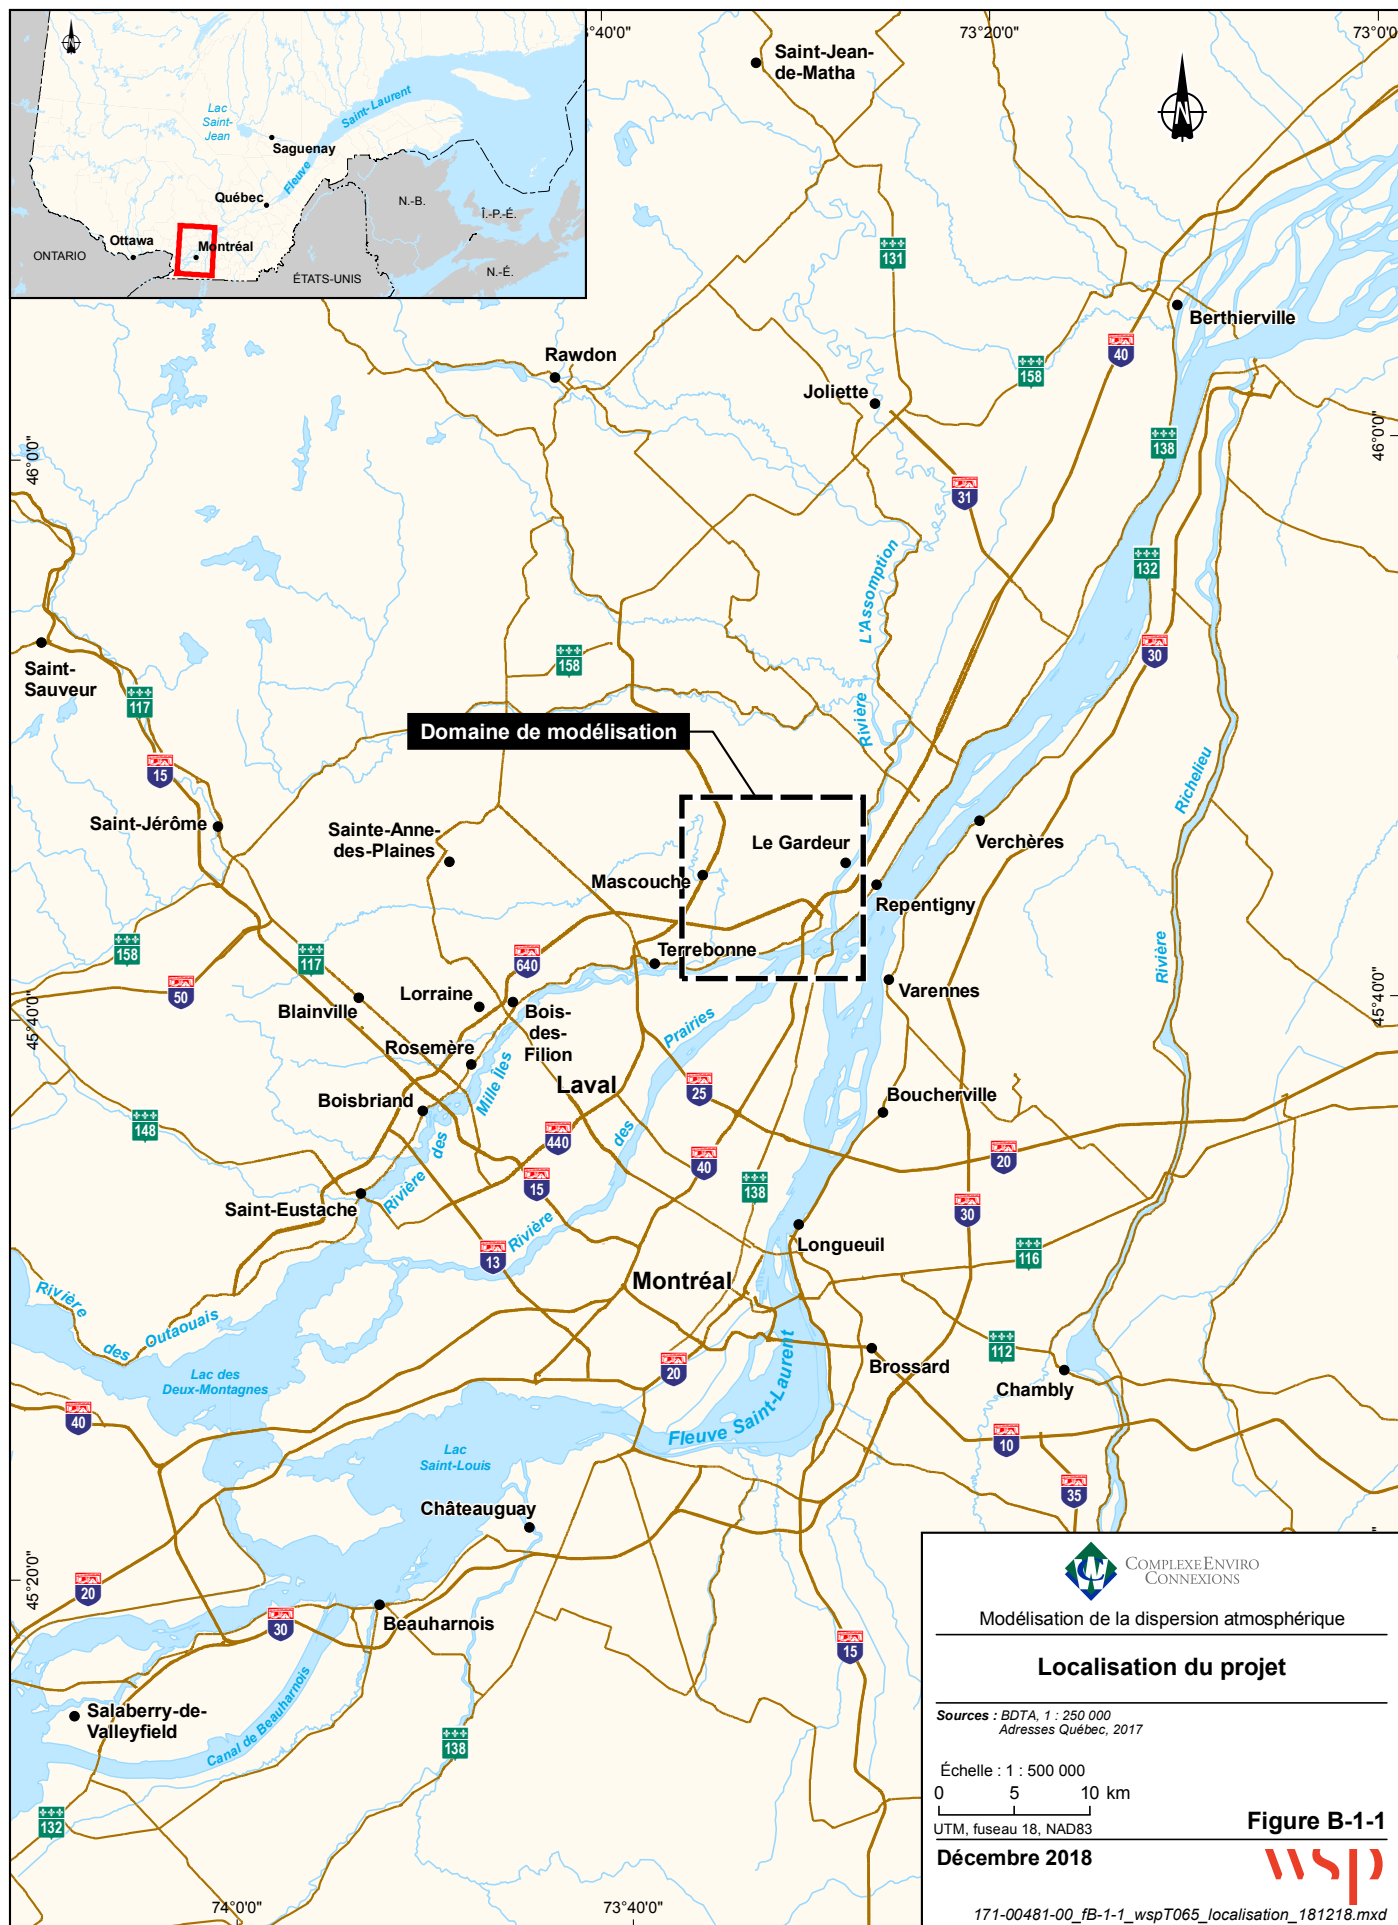 Lac
Saint-
Jean
Saguenay
Fleuve
Saint-Laurent
Québec
Ottawa
Montréal
ONTARIO
ÉTATS-UNIS
N.-B.
Î.-P.-É.
N.-É.
73°20'0"
Saint-Jean-
de-Matha
N
131
Berthierville
40
158
Rawdon
Joliette
138
46°0'0"
46°0'0"
31
132
L'Assomption
Rivière
30
158
Saint-
Sauveur
117
15
Domaine de modélisation
Richelieu
Rivière
Saint-Jérôme
Sainte-Anne-
des-Plaines
Le Gardeur
Verchères
Mascouche
Repentigny
Terrebonne
158
117
640
50
Blainville
Lorraine
Bois-
des-
Filion
Varennes
45°40'0"
45°40'0"
Rosemère
Rivière
des
Mille Îles
Rivière
des
Prairies
Laval
25
Boisbriand
Boucherville
148
440
40
20
15
138
30
Saint-Eustache
13
Longueuil
116
Montréal
Rivière
des
Outaouais
Lac des
Deux-Montagnes
20
Brossard
112
Chambly
Fleuve Saint-Laurent
40
10
Lac
Saint-Louis
35
Châteauguay
45°20'0"
20
30
Beauharnois
15
Salaberry-de-
Valleyfield
Canal de Beauharnois
138
132
74°0'0"
73°40'0"
COMPLEXE ENVIRO
CONNEXIONS
Modélisation de la dispersion atmosphérique
Localisation du projet
Sources : BDTA, 1 : 250 000
Adresses Québec, 2017
Échelle : 1 : 500 000
0 5 10 km
UTM, fuseau 18, NAD83
Figure B-1-1
Décembre 2018
wsp
171-00481-00_fB-1-1_wspT065_localisation_181218.mxd